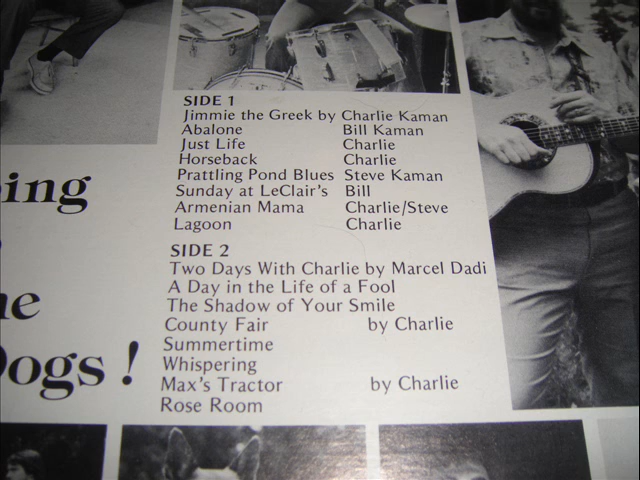 SIDE 1
Jimmie the Greek by Charlie Kaman
Abalone Bill Kaman
Just Life Charlie
Horseback Charlie
Prattling Pond Blues Steve Kaman
Sunday at LeClair's Bill
Armenian Mama Charlie/Steve
Lagoon Charlie
SIDE 2
Two Days With Charlie by Marcel Dadi
A Day in the Life of a Fool
The Shadow of Your Smile
County Fair by Charlie
Summertime
Whispering
Max's Tractor by Charlie
Rose Room
ing
he
Dogs!